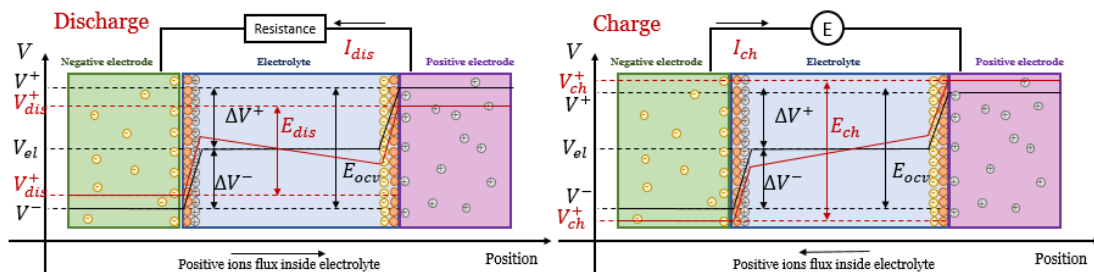 Discharge
Resistance
I_dis
V
Negative electrode
Electrolyte
Positive electrode
V⁺
V⁺_dis
V_el
V⁺_dis
V⁻
ΔV⁺
E_dis
ΔV⁻
E_ocv
Positive ions flux inside electrolyte
Position
Charge
E
I_ch
V
Negative electrode
Electrolyte
Positive electrode
V⁺_ch
V⁺
V_el
V⁻
V⁺_ch
ΔV⁺
E_ch
ΔV⁻
E_ocv
Positive ions flux inside electrolyte
Position